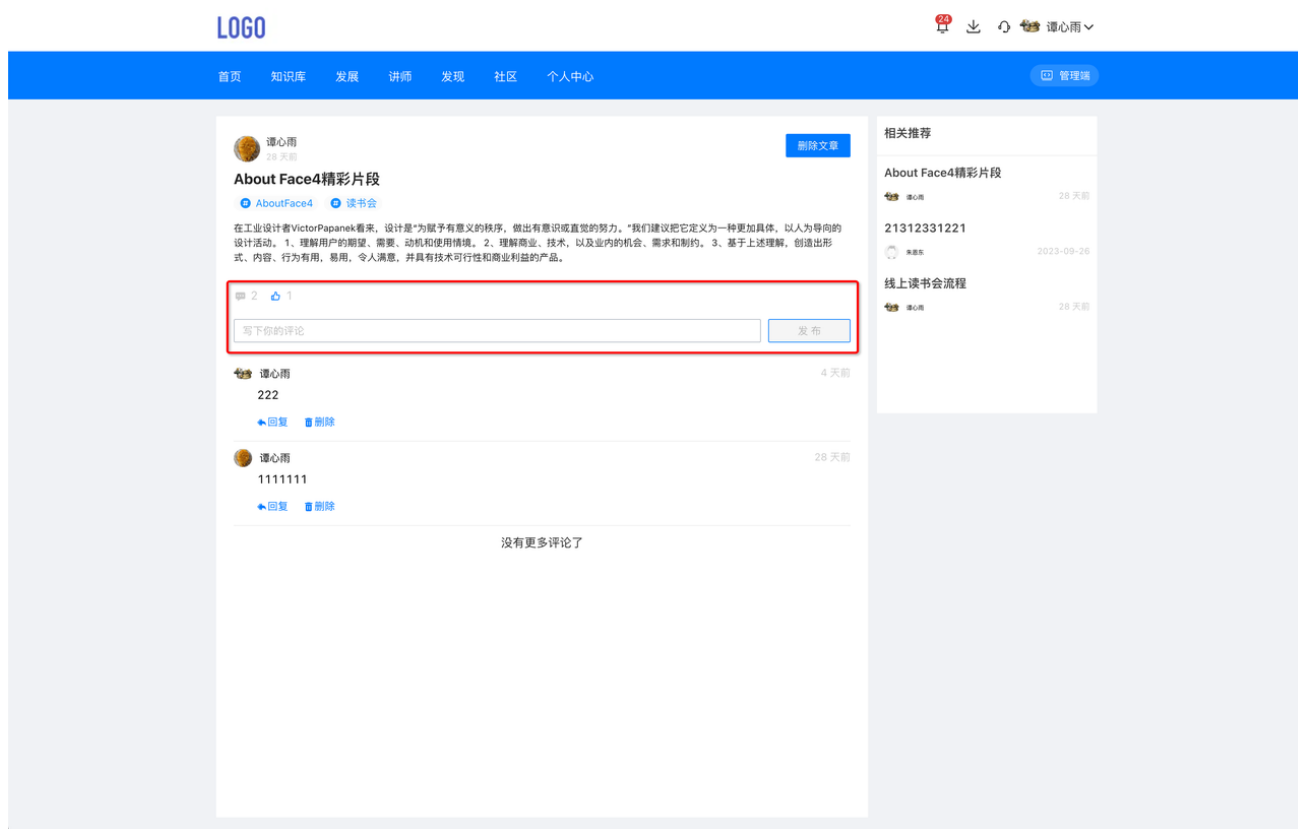 LOGO
24
谭心雨
首页 知识库 发展 讲师 发现 社区 个人中心 管理端
谭心雨
28 天前
删除文章
About Face4精彩片段
# AboutFace4 # 读书会
在工业设计者VictorPapanek看来，设计是“为赋予有意义的秩序，做出有意识或直觉的努力。“我们建议把它定义为一种更加具体，以人为导向的
设计活动。 1、理解用户的期望、需要、动机和使用情境。 2、理解商业、技术，以及业内的机会、需求和制约。 3、基于上述理解，创造出形
式、内容、行为有用，易用，令人满意，并具有技术可行性和商业利益的产品。
2 1
写下你的评论 发 布
谭心雨 4 天前
222
回复 删除
谭心雨 28 天前
1111111
回复 删除
没有更多评论了
相关推荐
About Face4精彩片段
谭心雨 28 天前
21312331221
2023-09-26
线上读书会流程
谭心雨 28 天前